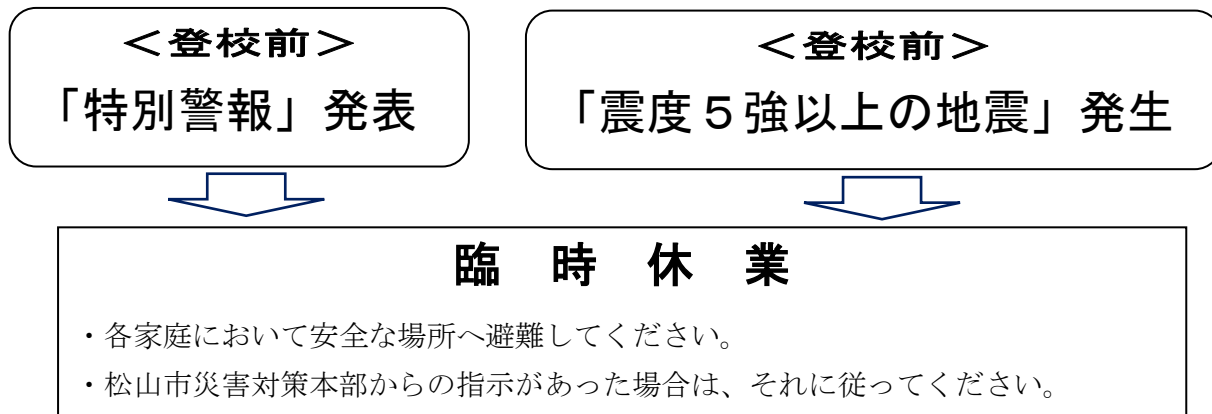 ＜登校前＞
「特別警報」発表
＜登校前＞
「震度５強以上の地震」発生
臨　時　休　業
・各家庭において安全な場所へ避難してください。
・松山市災害対策本部からの指示があった場合は、それに従ってください。